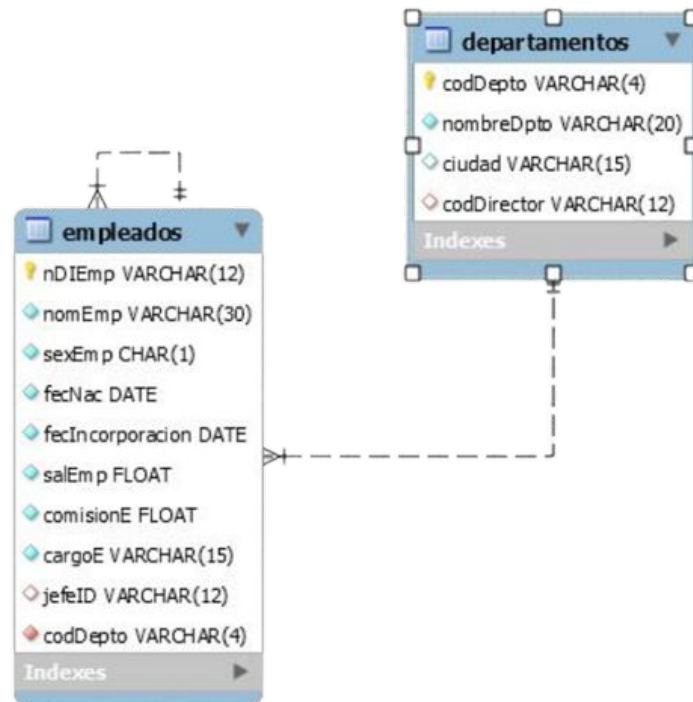 departamentos
codDepto VARCHAR(4)
nombreDpto VARCHAR(20)
ciudad VARCHAR(15)
codDirector VARCHAR(12)
Indexes
empleados
nDIEmp VARCHAR(12)
nomEmp VARCHAR(30)
sexEmp CHAR(1)
fecNac DATE
fecIncorporacion DATE
salEmp FLOAT
comisionE FLOAT
cargoE VARCHAR(15)
jefeID VARCHAR(12)
codDepto VARCHAR(4)
Indexes